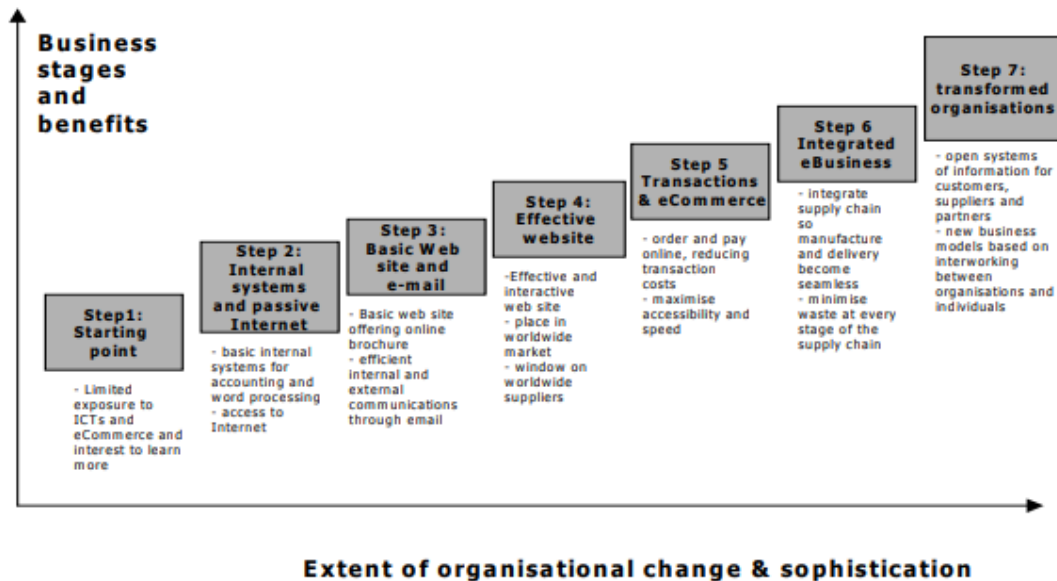 Business
stages
and
benefits
Step1:
Starting
point
- Limited
exposure to
ICTs and
eCommerce and
interest to learn
more
Step 2:
Internal
systems
and passive
Internet
- basic internal
systems for
accounting and
word processing
- access to
Internet
Step 3:
Basic Web
site and
e-mail
- Basic web site
offering online
brochure
- efficient
internal and
external
communications
through email
Step 4:
Effective
website
-Effective and
interactive
web site
- place in
worldwide
market
- window on
worldwide
suppliers
Step 5
Transactions
& eCommerce
- order and pay
online, reducing
transaction
costs
- maximise
accessibility and
speed
Step 6
Integrated
eBusiness
- integrate
supply chain
so
manufacture
and delivery
become
seamless
- minimise
waste at every
stage of the
supply chain
Step 7:
transformed
organisations
- open systems
of information for
customers,
suppliers and
partners
- new business
models based on
interworking
between
organisations and
individuals
Extent of organisational change & sophistication